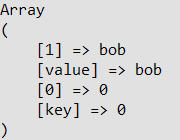 Array
(
    [1] => bob
    [value] => bob
    [0] => 0
    [key] => 0
)